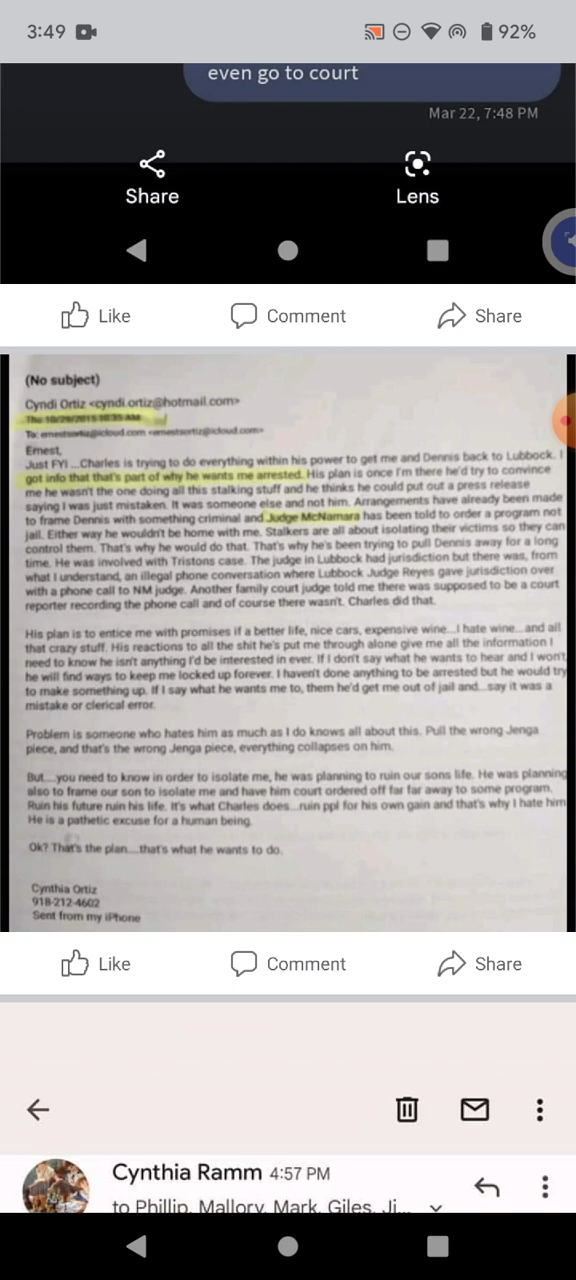 3:49
92%
even go to court
Mar 22, 7:48 PM
Share
Lens
Like
Comment
Share
(No subject)
Cyndi Ortiz <cyndi.ortiz@hotmail.com>
Thu 10/29/2015 10:35 AM
To: ernestsortiz@icloud.com <ernestsortiz@icloud.com>
Ernest,
Just FYI ...Charles is trying to do everything within his power to get me and Dennis back to Lubbock. I
got info that that's part of why he wants me arrested. His plan is once I'm there he'd try to convince
me he wasn't the one doing all this stalking stuff and he thinks he could put out a press release
saying I was just mistaken. It was someone else and not him. Arrangements have already been made
to frame Dennis with something criminal and Judge McNamara has been told to order a program not
jail. Either way he wouldn't be home with me. Stalkers are all about isolating their victims so they can
control them. That's why he would do that. That's why he's been trying to pull Dennis away for a long
time. He was involved with Tristons case. The judge in Lubbock had jurisdiction but there was, from
what I understand, an illegal phone conversation where Lubbock Judge Reyes gave jurisdiction over
with a phone call to NM judge. Another family court judge told me there was supposed to be a court
reporter recording the phone call and of course there wasn't. Charles did that.
His plan is to entice me with promises if a better life, nice cars, expensive wine...I hate wine...and all
that crazy stuff. His reactions to all the shit he's put me through alone give me all the information I
need to know he isn't anything I'd be interested in ever. If I don't say what he wants to hear and I won't,
he will find ways to keep me locked up forever. I haven't done anything to be arrested but he would try
to make something up. If I say what he wants me to, them he'd get me out of jail and...say it was a
mistake or clerical error.
Problem is someone who hates him as much as I do knows all about this. Pull the wrong Jenga
piece, and that's the wrong Jenga piece, everything collapses on him.
But....you need to know in order to isolate me, he was planning to ruin our sons life. He was planning
also to frame our son to isolate me and have him court ordered off far far away to some program.
Ruin his future ruin his life. It's what Charles does...ruin ppl for his own gain and that's why I hate him
He is a pathetic excuse for a human being.
Ok? That's the plan....that's what he wants to do.
Cynthia Ortiz
918-212-4602
Sent from my iPhone
Like
Comment
Share
Cynthia Ramm 4:57 PM
to Phillip, Mallory, Mark, Giles, Ji...